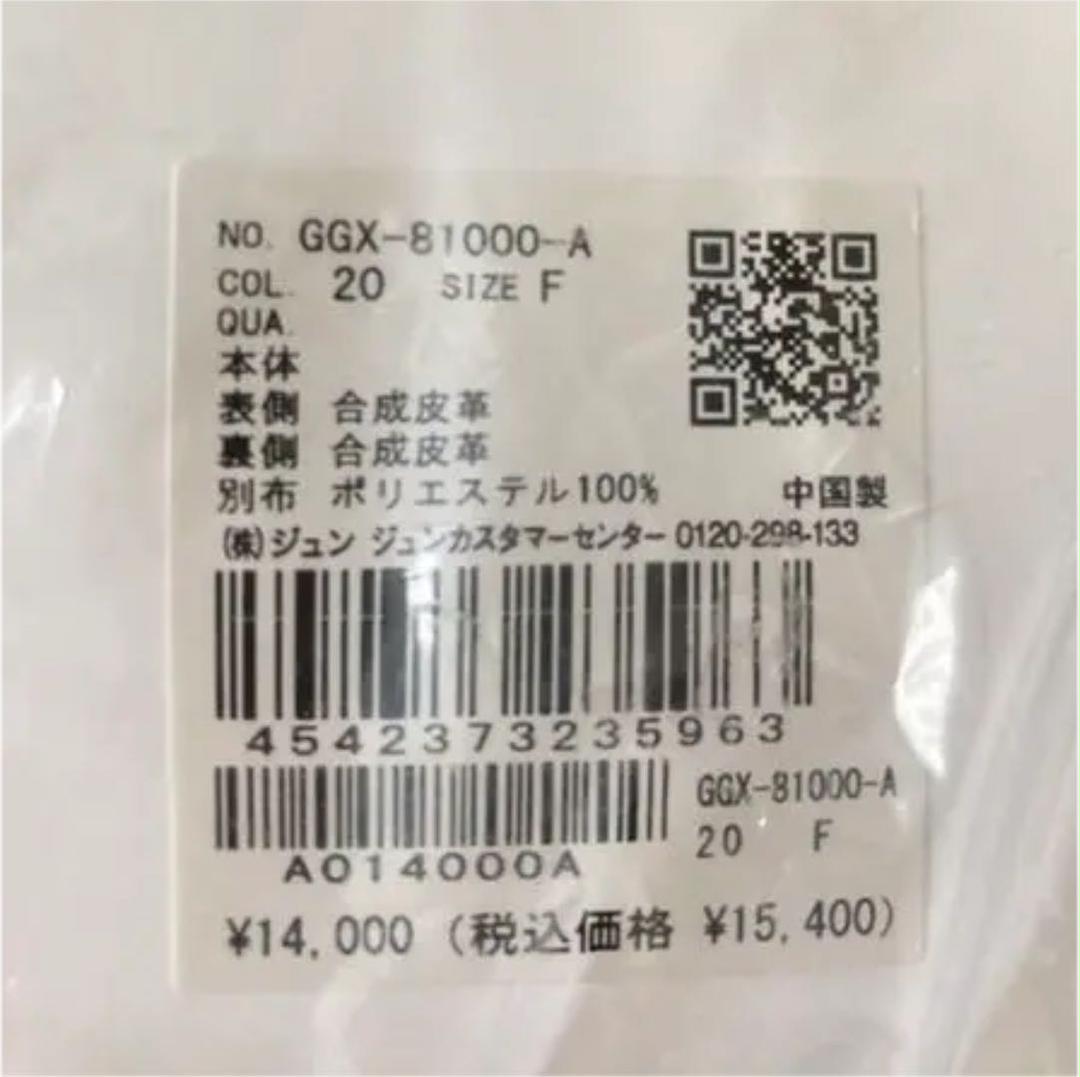 NO. GGX-81000-A
COL. 20 SIZE F
QUA.
本体
表側 合成皮革
裏側 合成皮革
別布 ポリエステル100%
中国製
(株)ジュン ジュンカスタマーセンター 0120-298-133
4542373235963
GGX-81000-A
20 F
A014000A
¥14,000 (税込価格 ¥15,400)